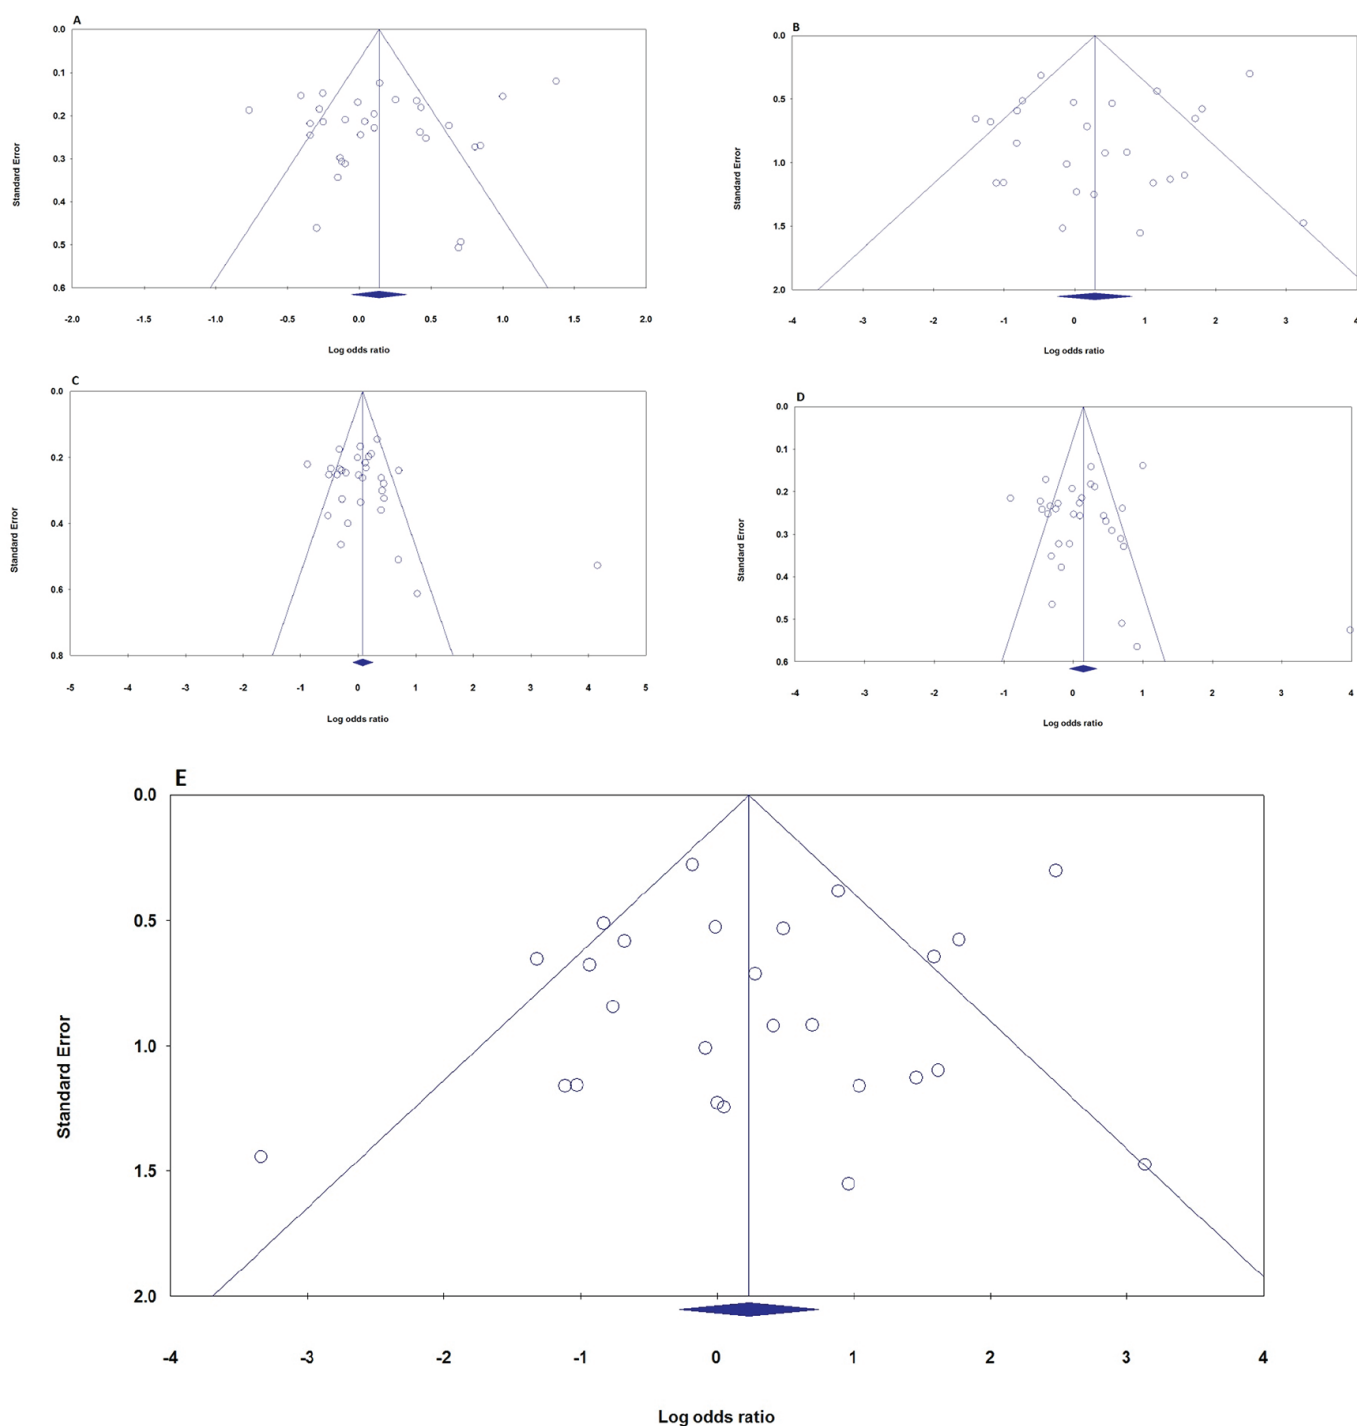 A
0.0
0.1
0.2
0.3
0.4
0.5
0.6
Standard Error
-2.0 -1.5 -1.0 -0.5 0.0 0.5 1.0 1.5 2.0
Log odds ratio
B
0.0
0.5
1.0
1.5
2.0
Standard Error
-4 -3 -2 -1 0 1 2 3 4
Log odds ratio
C
0.0
0.2
0.4
0.6
0.8
Standard Error
-5 -4 -3 -2 -1 0 1 2 3 4 5
Log odds ratio
D
0.0
0.1
0.2
0.3
0.4
0.5
0.6
Standard Error
-4 -3 -2 -1 0 1 2 3 4
Log odds ratio
E
0.0
0.5
1.0
1.5
2.0
Standard Error
-4 -3 -2 -1 0 1 2 3 4
Log odds ratio